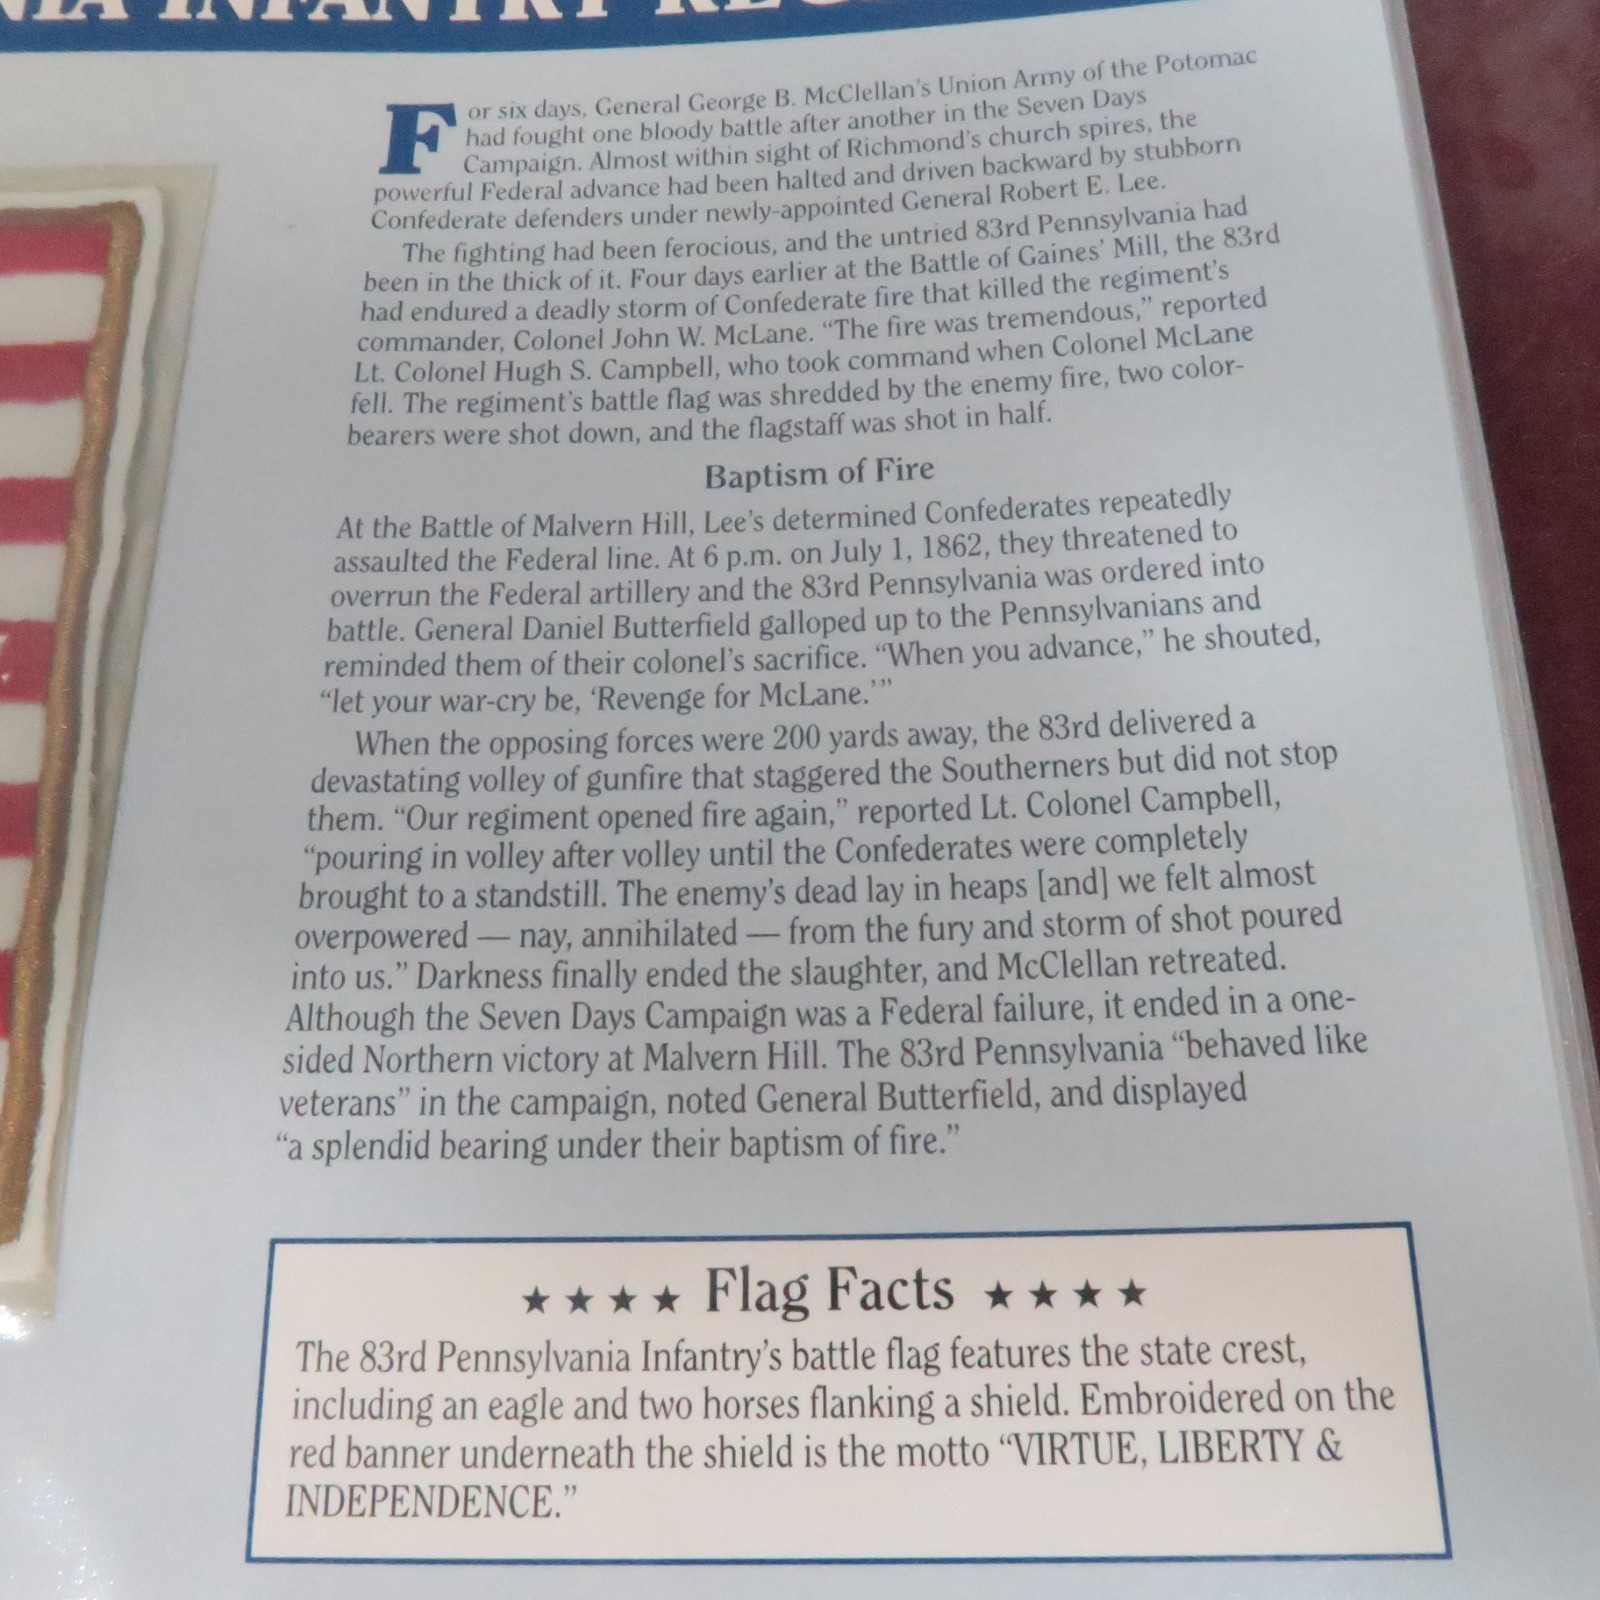 INFANTRY
For six days, General George B. McClellan's Union Army of the Potomac
had fought one bloody battle after another in the Seven Days
Campaign. Almost within sight of Richmond's church spires, the
powerful Federal advance had been halted and driven backward by stubborn
Confederate defenders under newly-appointed General Robert E. Lee.
The fighting had been ferocious, and the untried 83rd Pennsylvania had
been in the thick of it. Four days earlier at the Battle of Gaines' Mill, the 83rd
had endured a deadly storm of Confederate fire that killed the regiment's
commander, Colonel John W. McLane. “The fire was tremendous,” reported
Lt. Colonel Hugh S. Campbell, who took command when Colonel McLane
fell. The regiment's battle flag was shredded by the enemy fire, two color-
bearers were shot down, and the flagstaff was shot in half.
Baptism of Fire
At the Battle of Malvern Hill, Lee's determined Confederates repeatedly
assaulted the Federal line. At 6 p.m. on July 1, 1862, they threatened to
overrun the Federal artillery and the 83rd Pennsylvania was ordered into
battle. General Daniel Butterfield galloped up to the Pennsylvanians and
reminded them of their colonel's sacrifice. “When you advance,” he shouted,
“let your war-cry be, ‘Revenge for McLane.’”
When the opposing forces were 200 yards away, the 83rd delivered a
devastating volley of gunfire that staggered the Southerners but did not stop
them. “Our regiment opened fire again,” reported Lt. Colonel Campbell,
“pouring in volley after volley until the Confederates were completely
brought to a standstill. The enemy's dead lay in heaps [and] we felt almost
overpowered — nay, annihilated — from the fury and storm of shot poured
into us.” Darkness finally ended the slaughter, and McClellan retreated.
Although the Seven Days Campaign was a Federal failure, it ended in a one-
sided Northern victory at Malvern Hill. The 83rd Pennsylvania “behaved like
veterans” in the campaign, noted General Butterfield, and displayed
“a splendid bearing under their baptism of fire.”
★ ★ ★ ★ Flag Facts ★ ★ ★ ★
The 83rd Pennsylvania Infantry's battle flag features the state crest,
including an eagle and two horses flanking a shield. Embroidered on the
red banner underneath the shield is the motto “VIRTUE, LIBERTY &
INDEPENDENCE.”